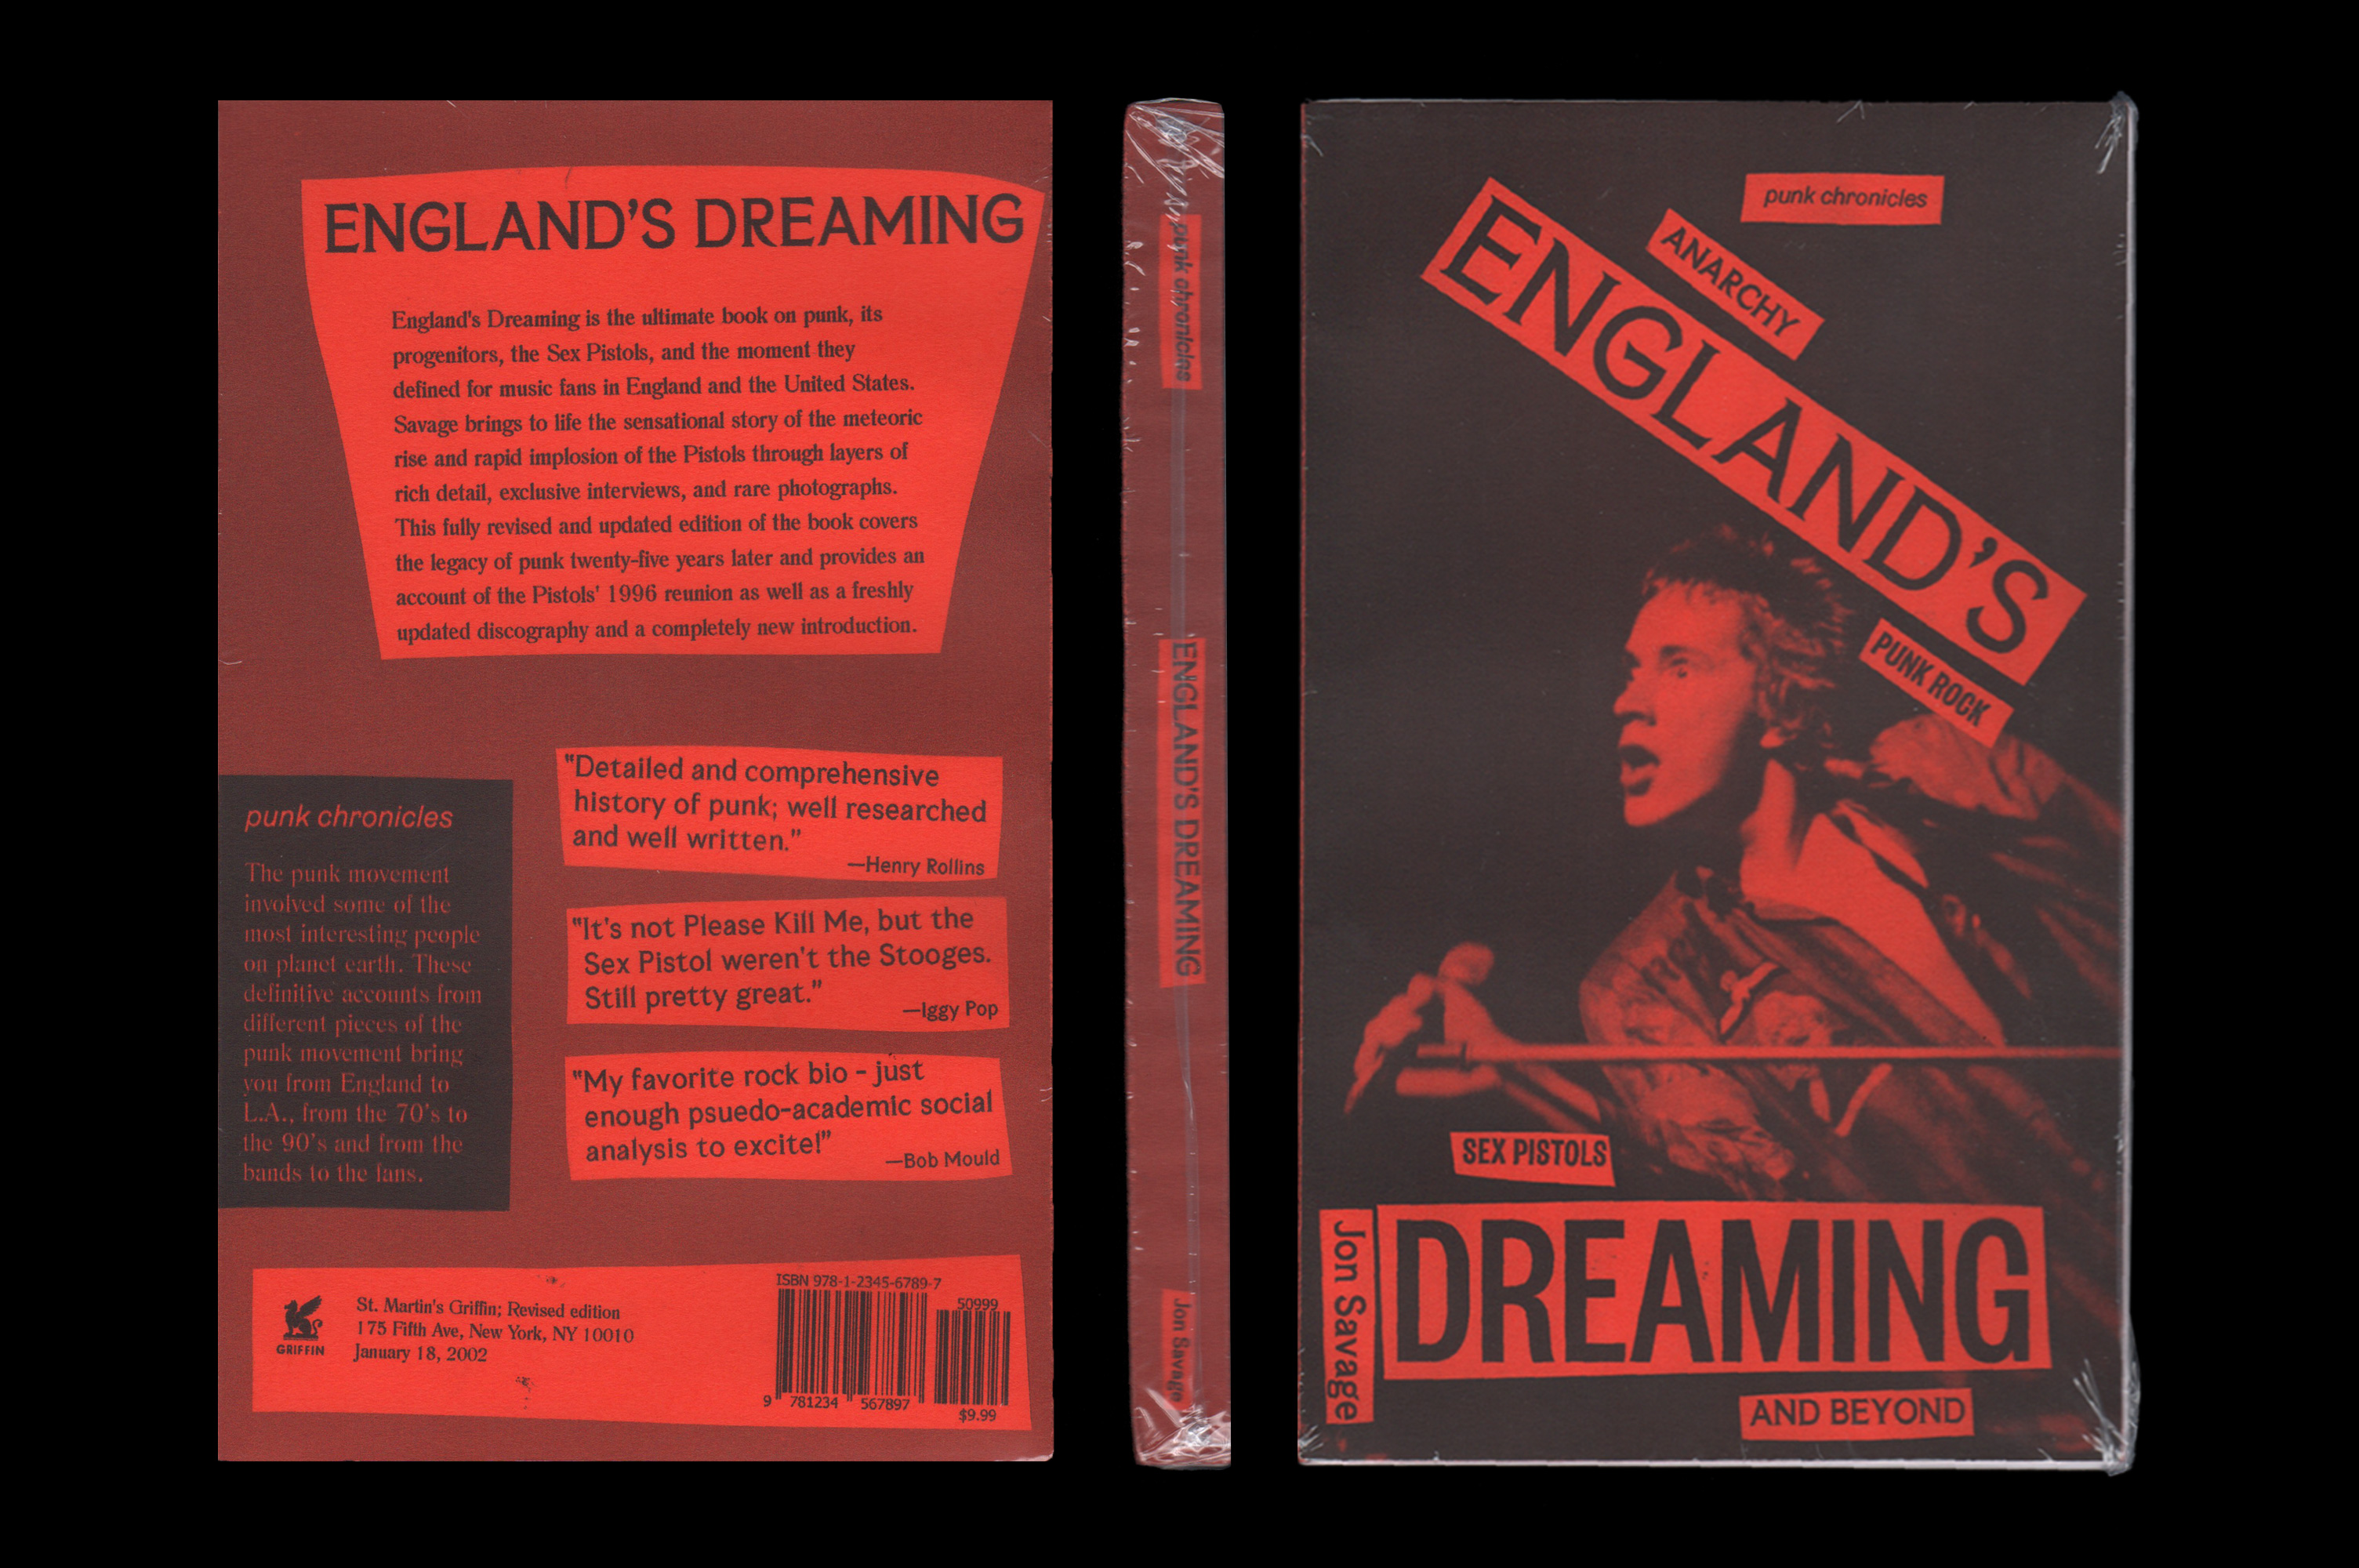 ENGLAND'S DREAMING
England's Dreaming is the ultimate book on punk, its
progenitors, the Sex Pistols, and the moment they
defined for music fans in England and the United States.
Savage brings to life the sensational story of the meteoric
rise and rapid implosion of the Pistols through layers of
rich detail, exclusive interviews, and rare photographs.
This fully revised and updated edition of the book covers
the legacy of punk twenty-five years later and provides an
account of the Pistols' 1996 reunion as well as a freshly
updated discography and a completely new introduction.
punk chronicles
The punk movement
involved some of the
most interesting people
on planet earth. These
definitive accounts from
different pieces of the
punk movement bring
you from England to
L.A., from the 70's to
the 90's and from the
bands to the fans.
"Detailed and comprehensive
history of punk; well researched
and well written."
—Henry Rollins
"It's not Please Kill Me, but the
Sex Pistol weren't the Stooges.
Still pretty great."
—Iggy Pop
"My favorite rock bio - just
enough psuedo-academic social
analysis to excite!"
—Bob Mould
GRIFFIN
St. Martin's Griffin; Revised edition
175 Fifth Ave, New York, NY 10010
January 18, 2002
ISBN 978-1-2345-6789-7
50999
9 781234 567897
$9.99
punk chronicles
ENGLAND'S DREAMING
Jon Savage
punk chronicles
ANARCHY
ENGLAND'S
PUNK ROCK
SEX PISTOLS
Jon Savage
DREAMING
AND BEYOND